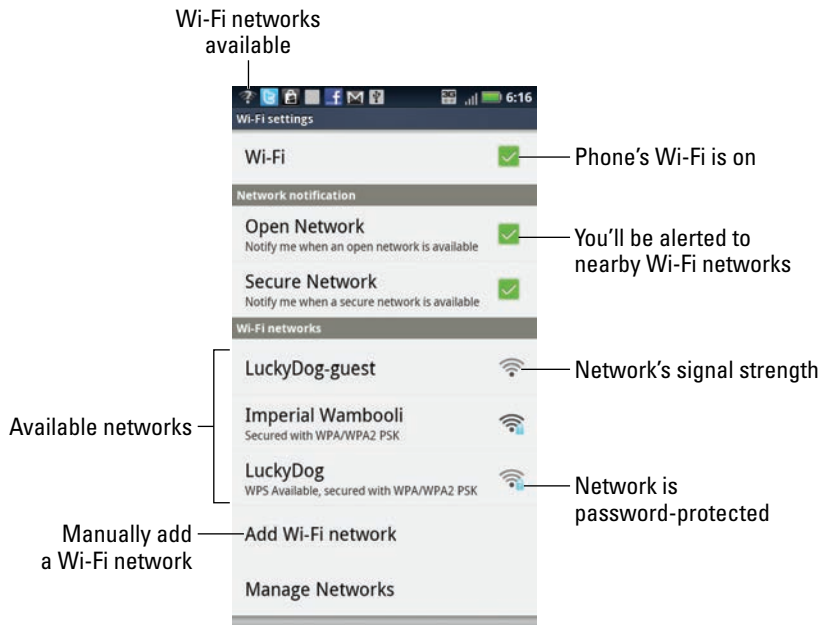 Wi-Fi networks
available
6:16
Wi-Fi settings
Wi-Fi
Phone's Wi-Fi is on
Network notification
Open Network
Notify me when an open network is available
You'll be alerted to
nearby Wi-Fi networks
Secure Network
Notify me when a secure network is available
Wi-Fi networks
LuckyDog-guest
Network's signal strength
Available networks
Imperial Wambooli
Secured with WPA/WPA2 PSK
LuckyDog
WPS Available, secured with WPA/WPA2 PSK
Network is
password-protected
Manually add
a Wi-Fi network
Add Wi-Fi network
Manage Networks